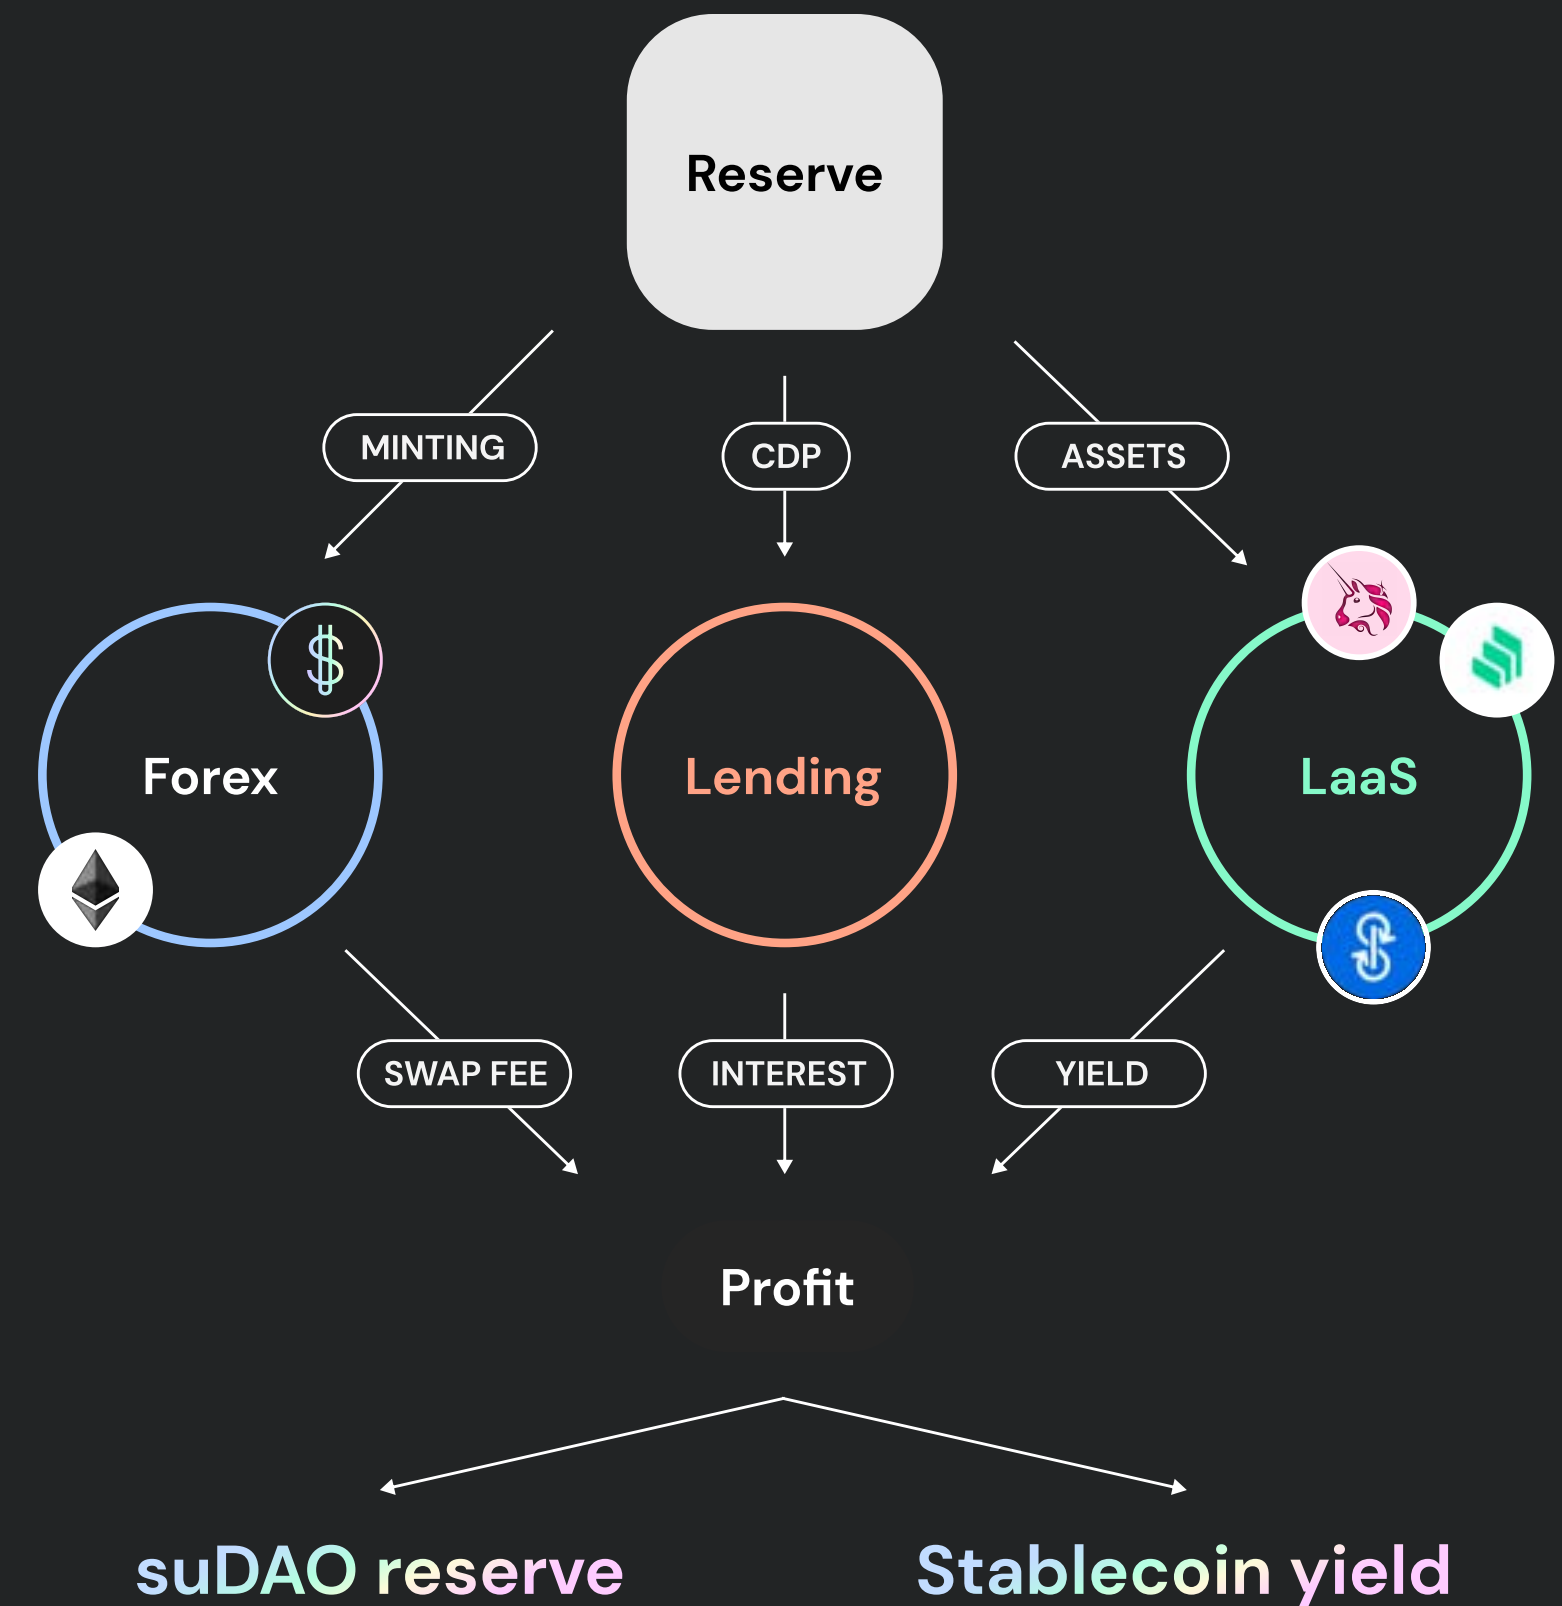 Reserve
MINTING
CDP
ASSETS
Forex
Lending
LaaS
SWAP FEE
INTEREST
YIELD
Profit
suDAO reserve
Stablecoin yield